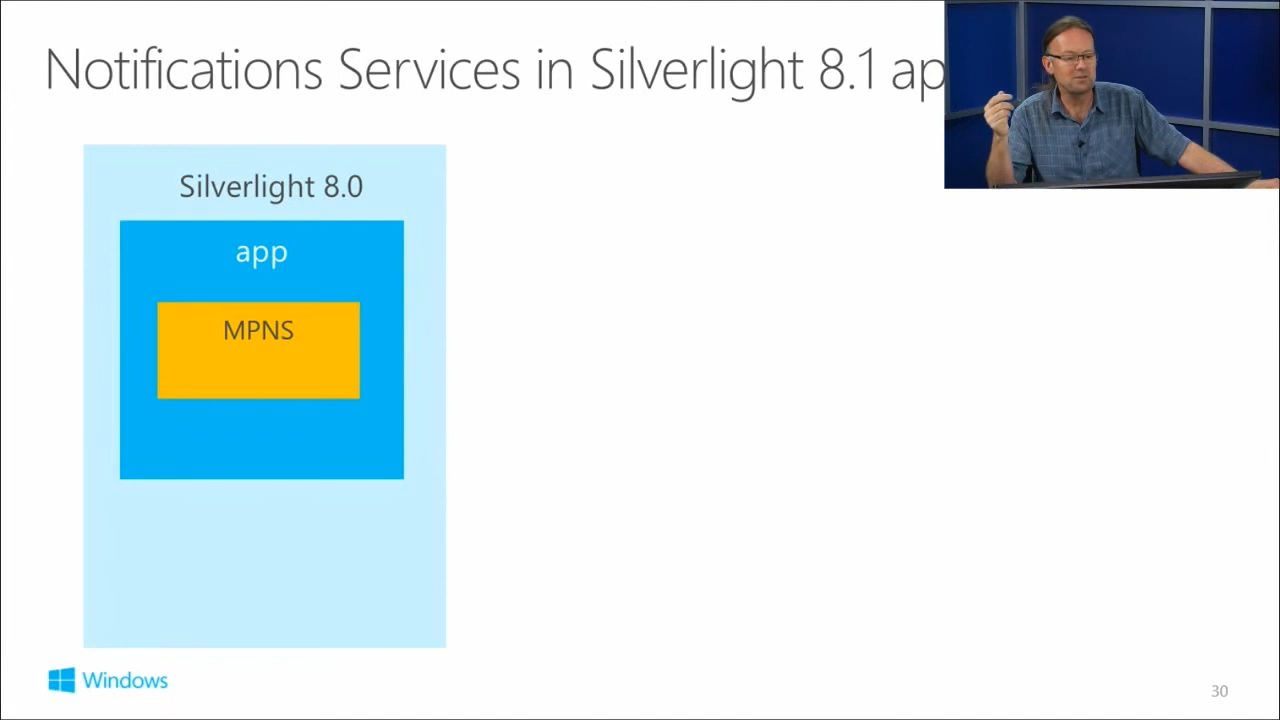 Notifications Services in Silverlight 8.1 ap
Silverlight 8.0
app
MPNS
Windows
30